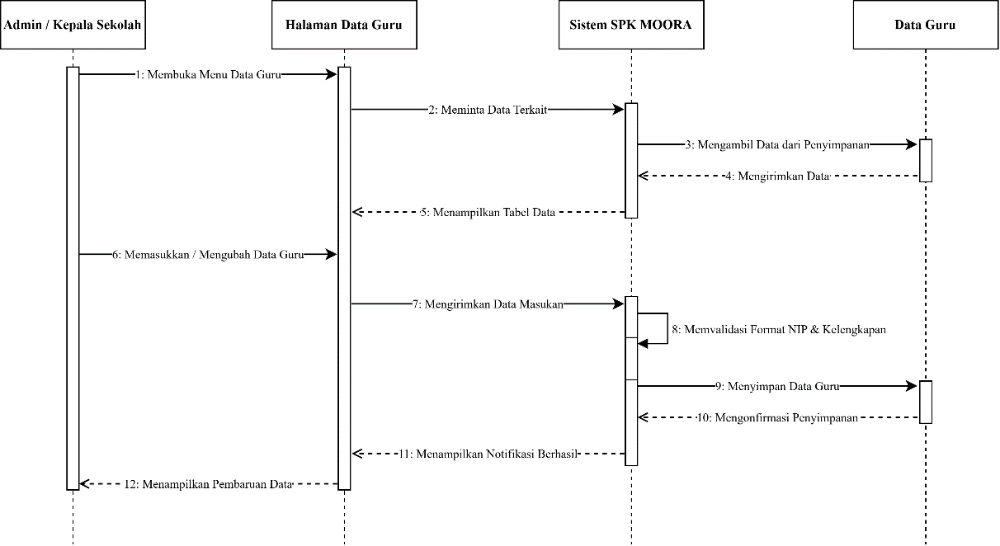 Admin / Kepala Sekolah
Halaman Data Guru
Sistem SPK MOORA
Data Guru
1: Membuka Menu Data Guru
2: Meminta Data Terkait
3: Mengambil Data dari Penyimpanan
4: Mengirimkan Data
5: Menampilkan Tabel Data
6: Memasukkan / Mengubah Data Guru
7: Mengirimkan Data Masukan
8: Memvalidasi Format NIP & Kelengkapan
9: Menyimpan Data Guru
10: Mengonfirmasi Penyimpanan
11: Menampilkan Notifikasi Berhasil
12: Menampilkan Pembaruan Data